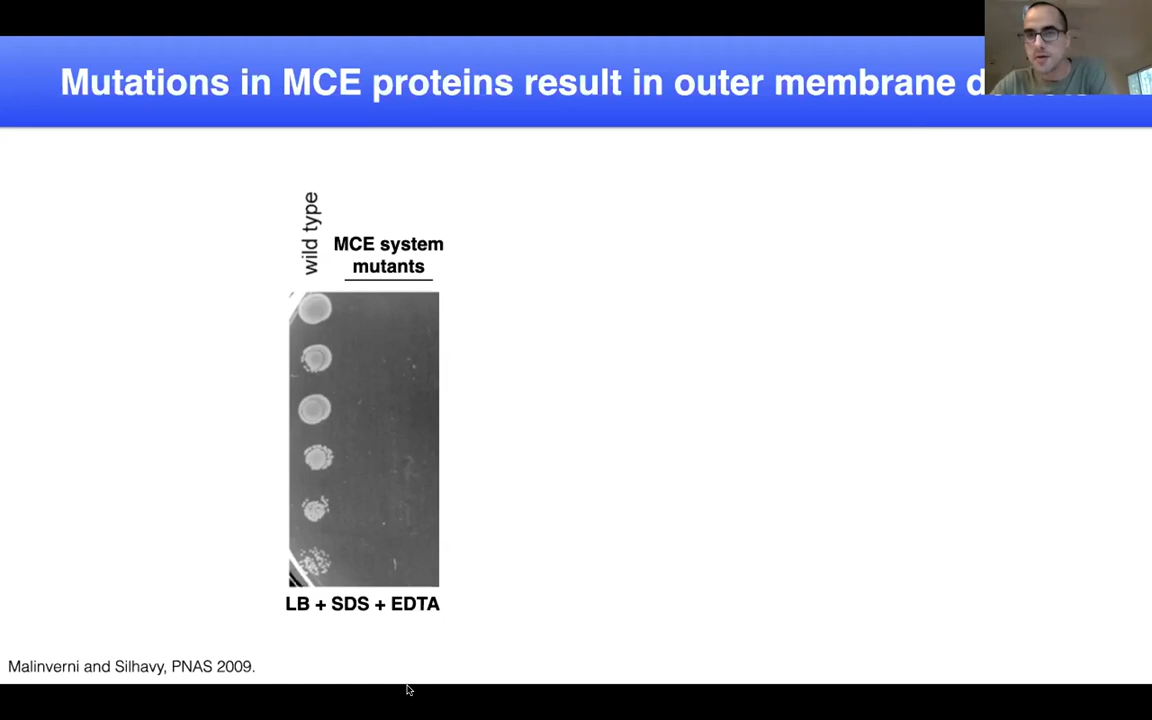 Mutations in MCE proteins result in outer membrane
wild type
MCE system
mutants
LB + SDS + EDTA
Malinverni and Silhavy, PNAS 2009.